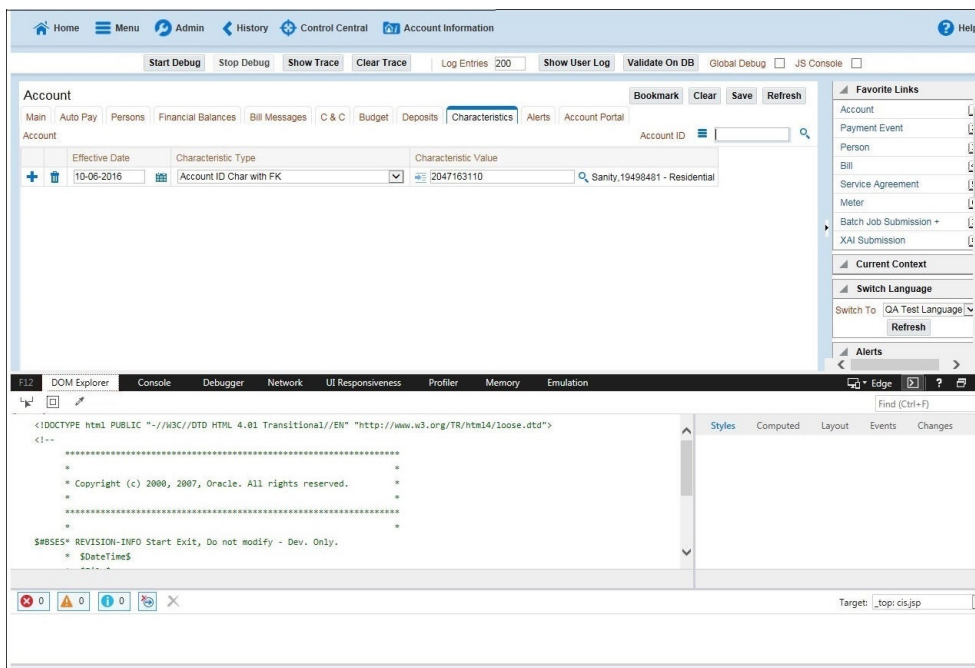 Home Menu Admin History Control Central Account Information Help
Start Debug Stop Debug Show Trace Clear Trace Log Entries 200 Show User Log Validate On DB Global Debug JS Console
Account Bookmark Clear Save Refresh
Main Auto Pay Persons Financial Balances Bill Messages C & C Budget Deposits Characteristics Alerts Account Portal
Account Account ID
Effective Date Characteristic Type Characteristic Value
10-06-2016 Account ID Char with FK 2047163110 Sanity,19498481 - Residential
Favorite Links
Account
Payment Event
Person
Bill
Service Agreement
Meter
Batch Job Submission +
XAI Submission
Current Context
Switch Language
Switch To QA Test Language
Refresh
Alerts
F12 DOM Explorer Console Debugger Network UI Responsiveness Profiler Memory Emulation Edge ?
Find (Ctrl+F)
Styles Computed Layout Events Changes
<!DOCTYPE html PUBLIC "-//W3C//DTD HTML 4.01 Transitional//EN" "http://www.w3.org/TR/html4/loose.dtd">
<!--
*******************************************************************
* *
* Copyright (c) 2000, 2007, Oracle. All rights reserved. *
* *
*******************************************************************
* *
$#BSES* REVISION-INFO Start Exit, Do not modify - Dev. Only.
* $DateTime$
0 0 0 Target: _top: cis.jsp